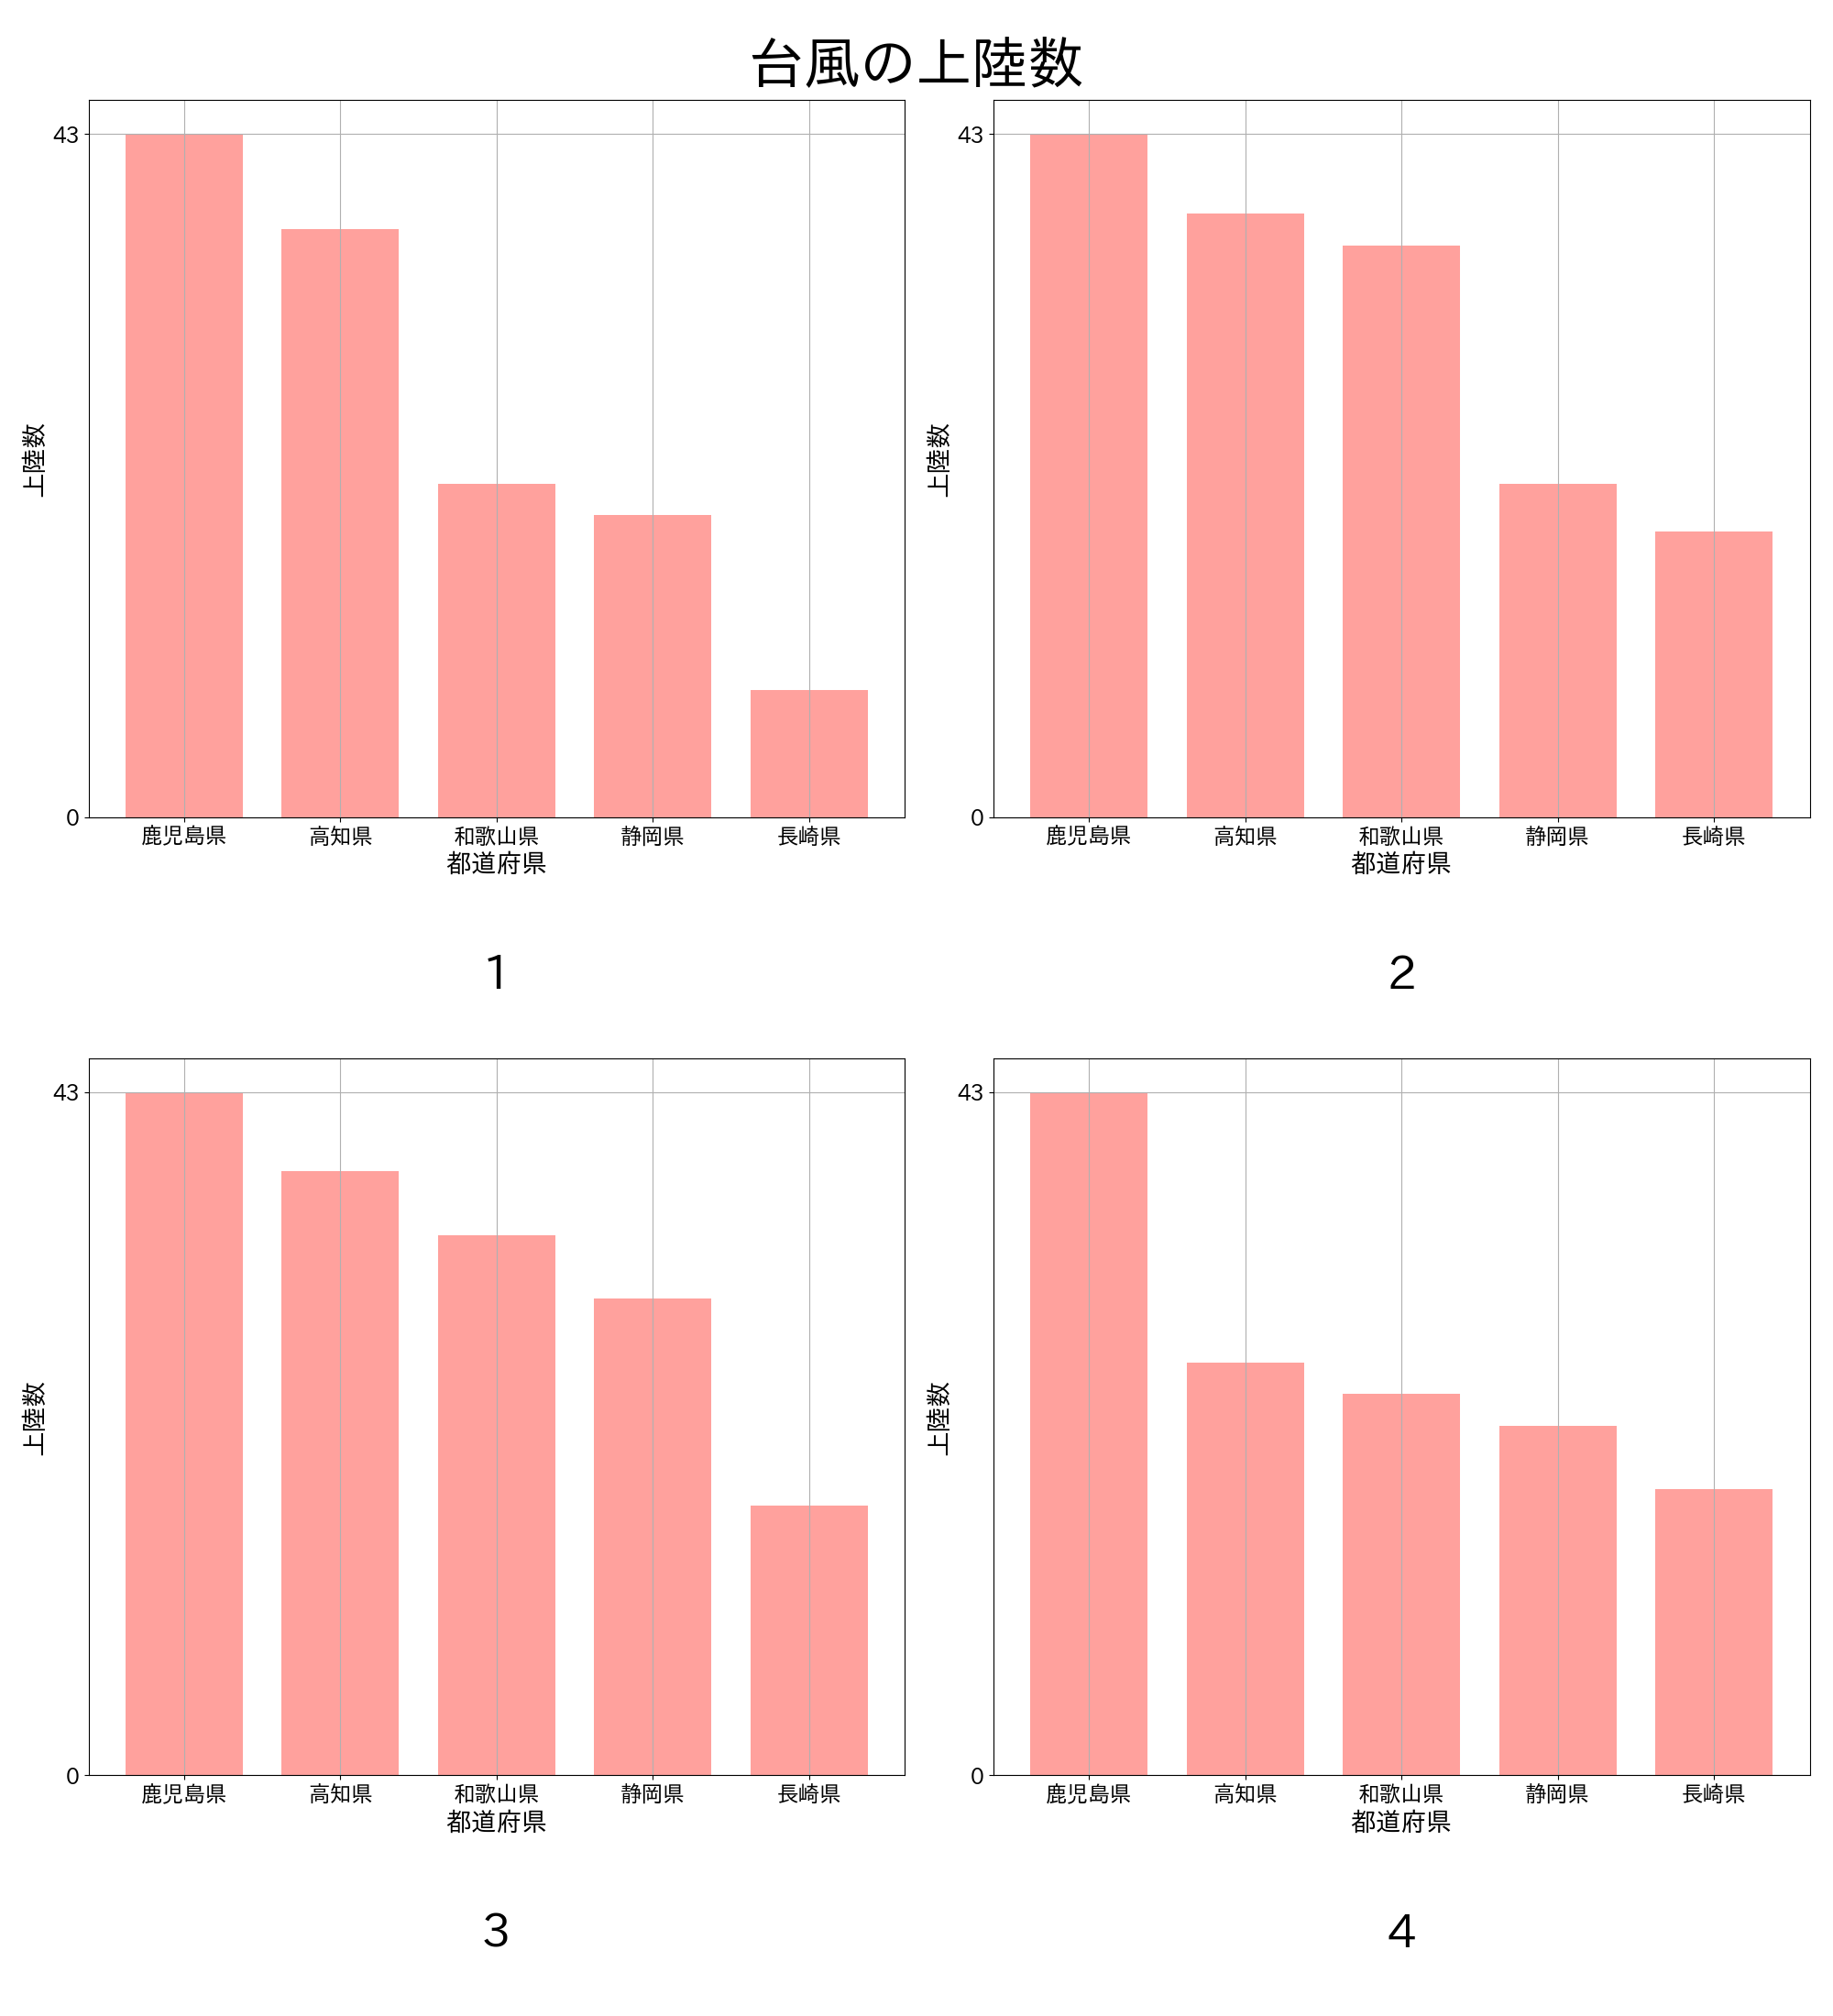 台風の上陸数
43
0
上陸数
鹿児島県 高知県 和歌山県 静岡県 長崎県
都道府県
1
43
0
上陸数
鹿児島県 高知県 和歌山県 静岡県 長崎県
都道府県
2
43
0
上陸数
鹿児島県 高知県 和歌山県 静岡県 長崎県
都道府県
3
43
0
上陸数
鹿児島県 高知県 和歌山県 静岡県 長崎県
都道府県
4